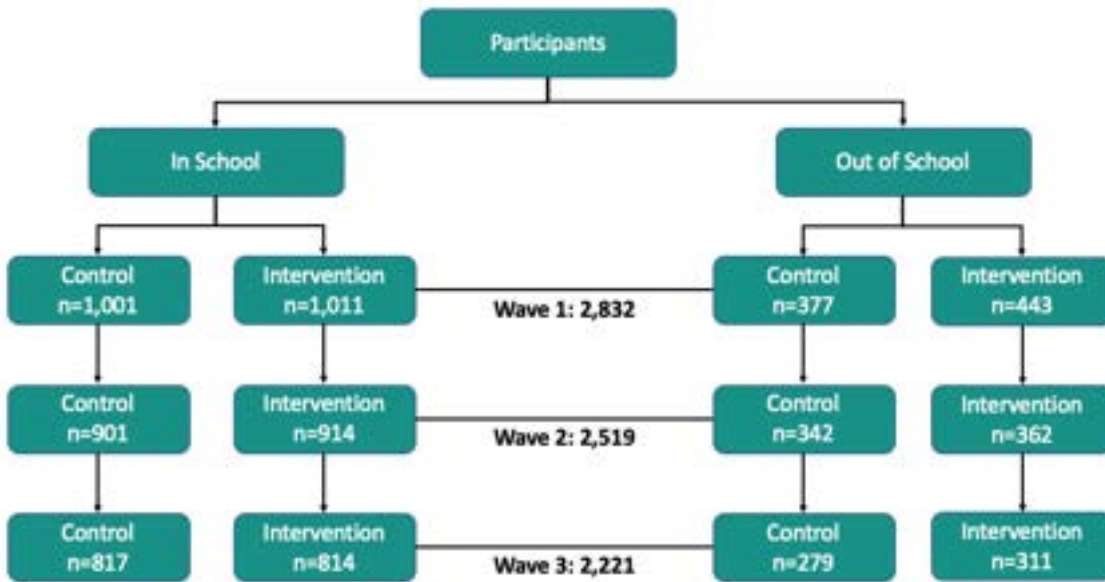 Participants
In School
Out of School
Control
n=1,001
Intervention
n=1,011
Wave 1: 2,832
Control
n=377
Intervention
n=443
Control
n=901
Intervention
n=914
Wave 2: 2,519
Control
n=342
Intervention
n=362
Control
n=817
Intervention
n=814
Wave 3: 2,221
Control
n=279
Intervention
n=311